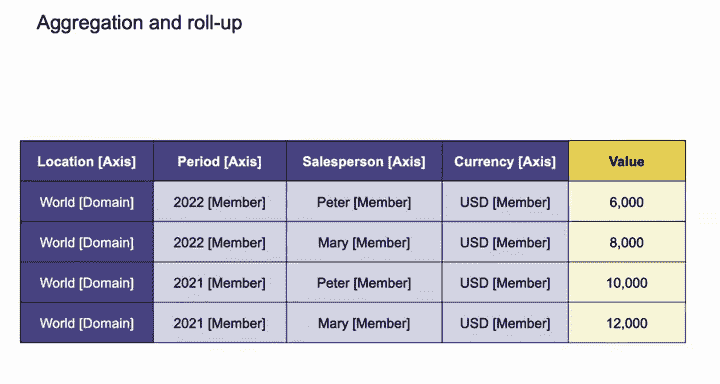 Aggregation and roll-up
Location [Axis] Period [Axis] Salesperson [Axis] Currency [Axis] Value
World [Domain] 2022 [Member] Peter [Member] USD [Member] 6,000
World [Domain] 2022 [Member] Mary [Member] USD [Member] 8,000
World [Domain] 2021 [Member] Peter [Member] USD [Member] 10,000
World [Domain] 2021 [Member] Mary [Member] USD [Member] 12,000